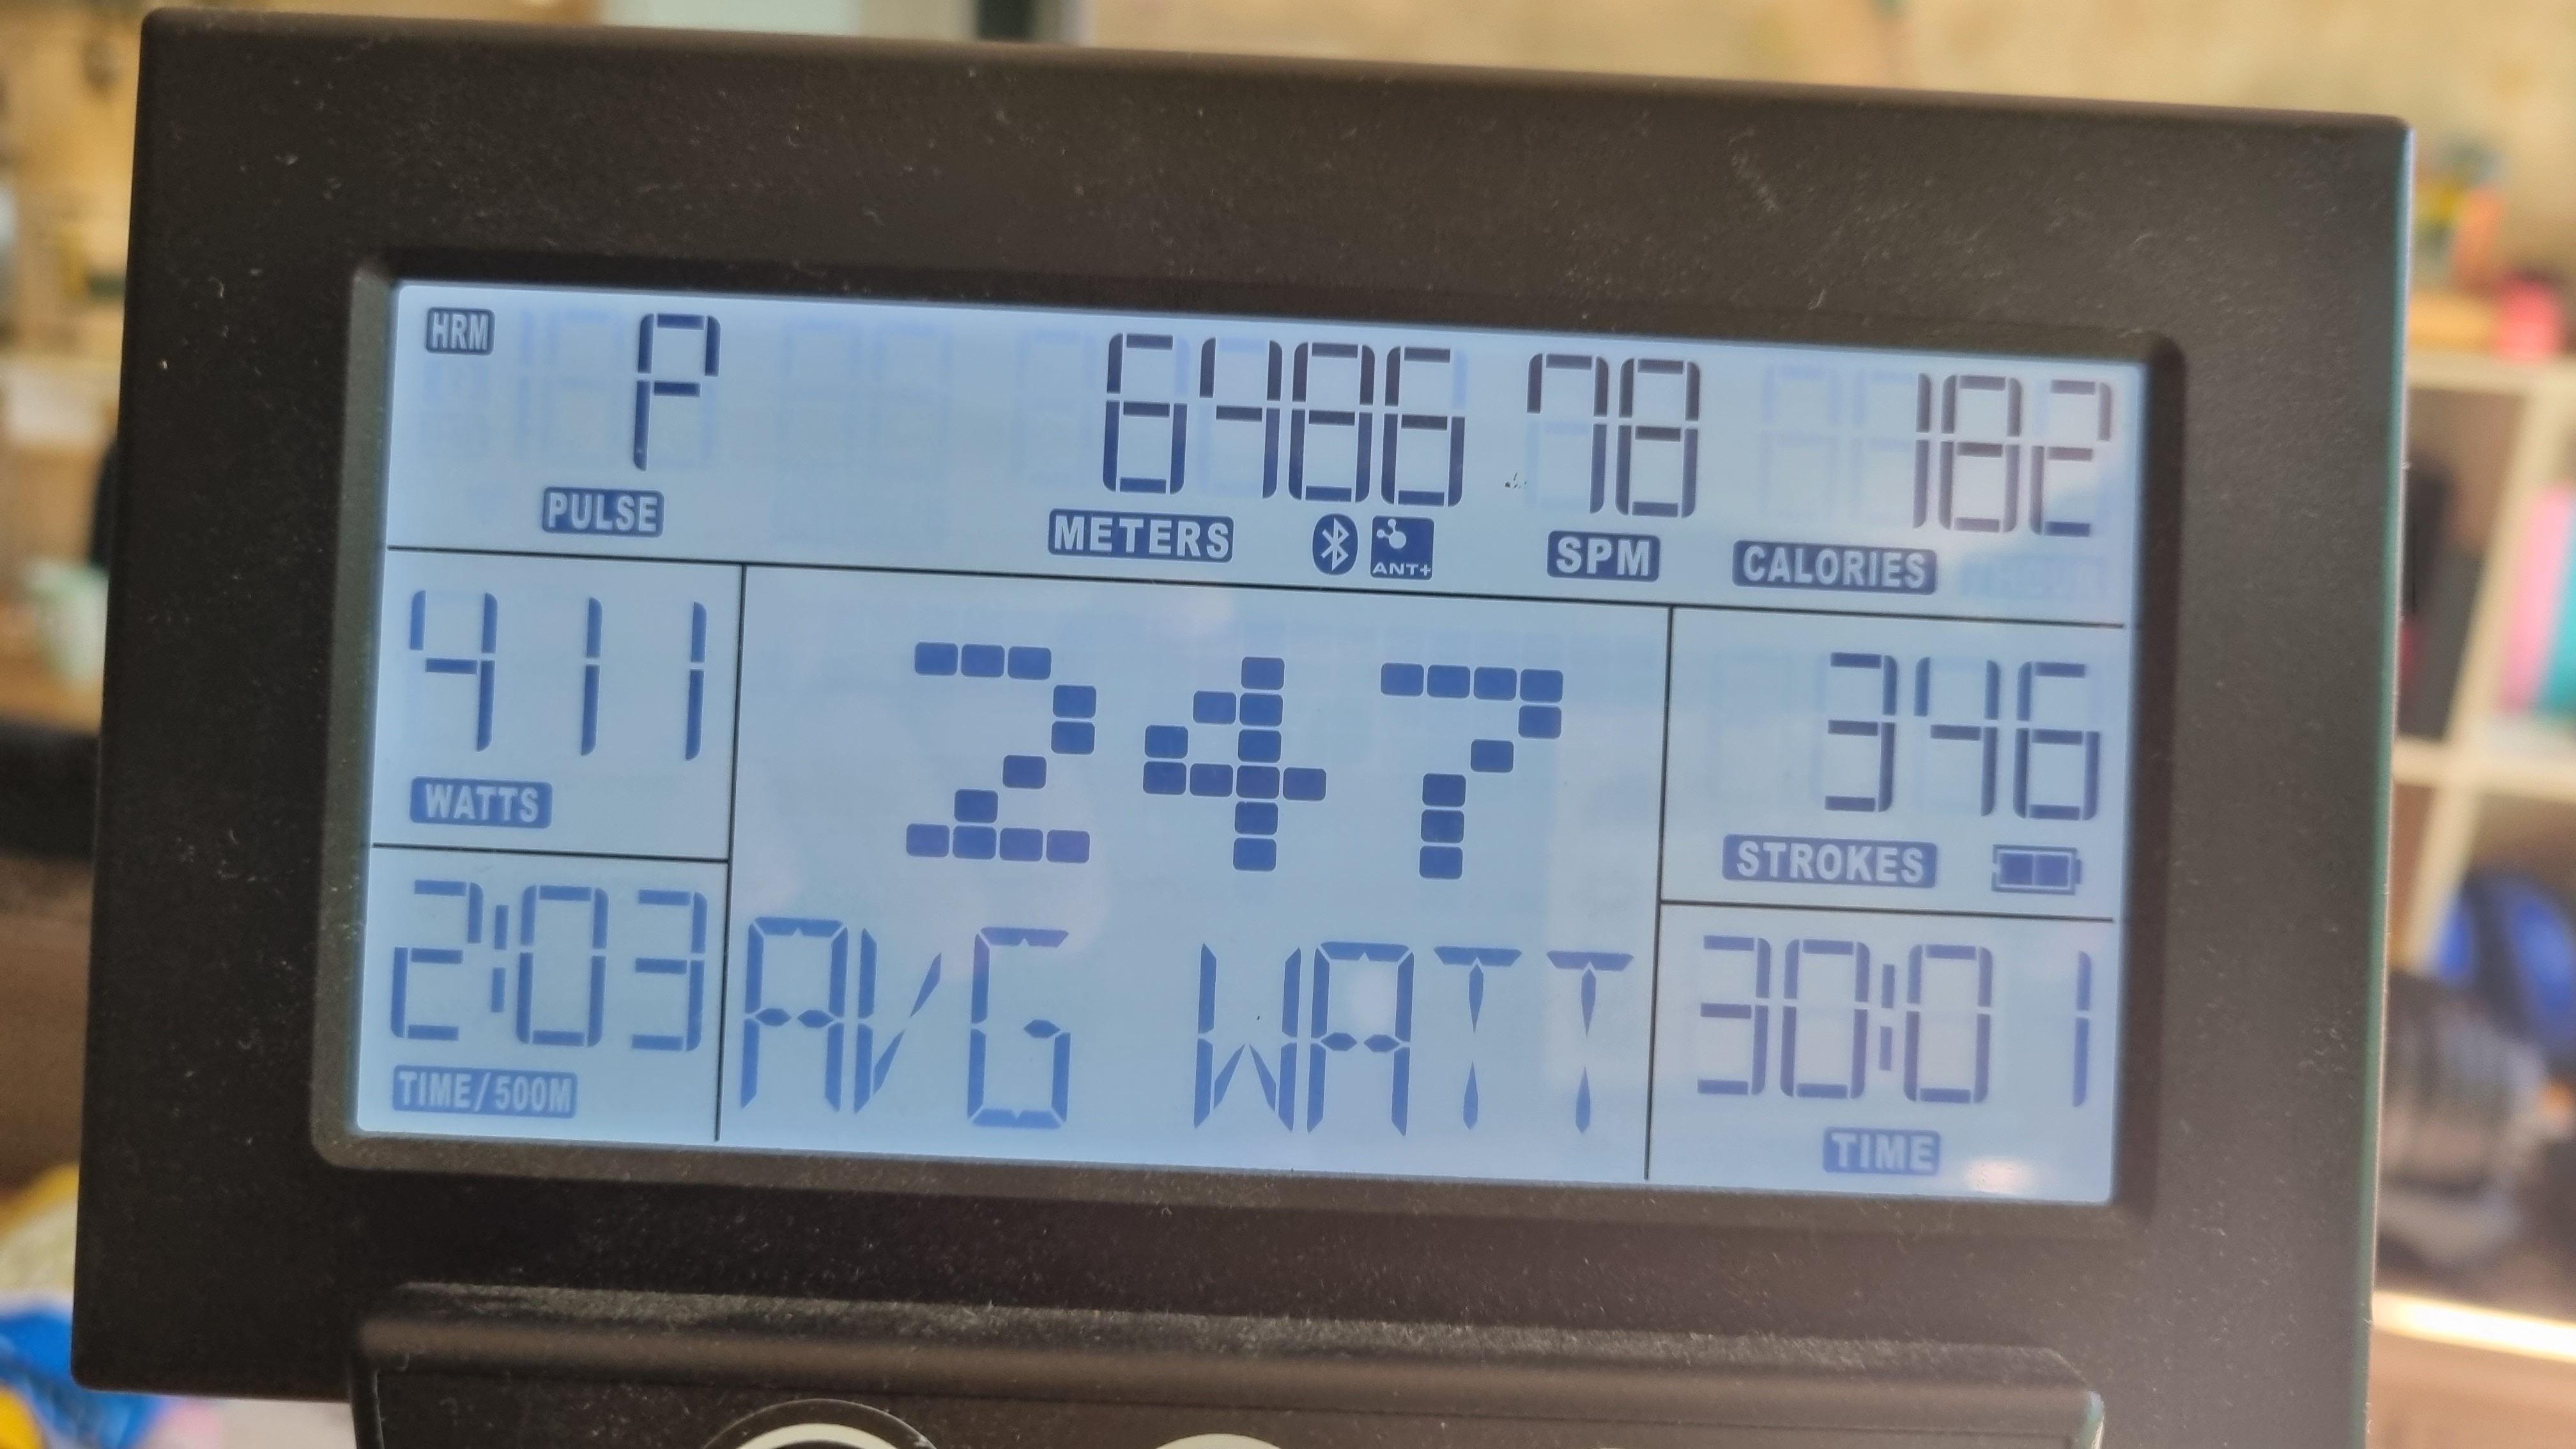 HRM P 6486 78 182
PULSE METERS ANT+ SPM CALORIES
411 247 346
WATTS STROKES
2:03 AVG WATT 30:01
TIME/500M TIME